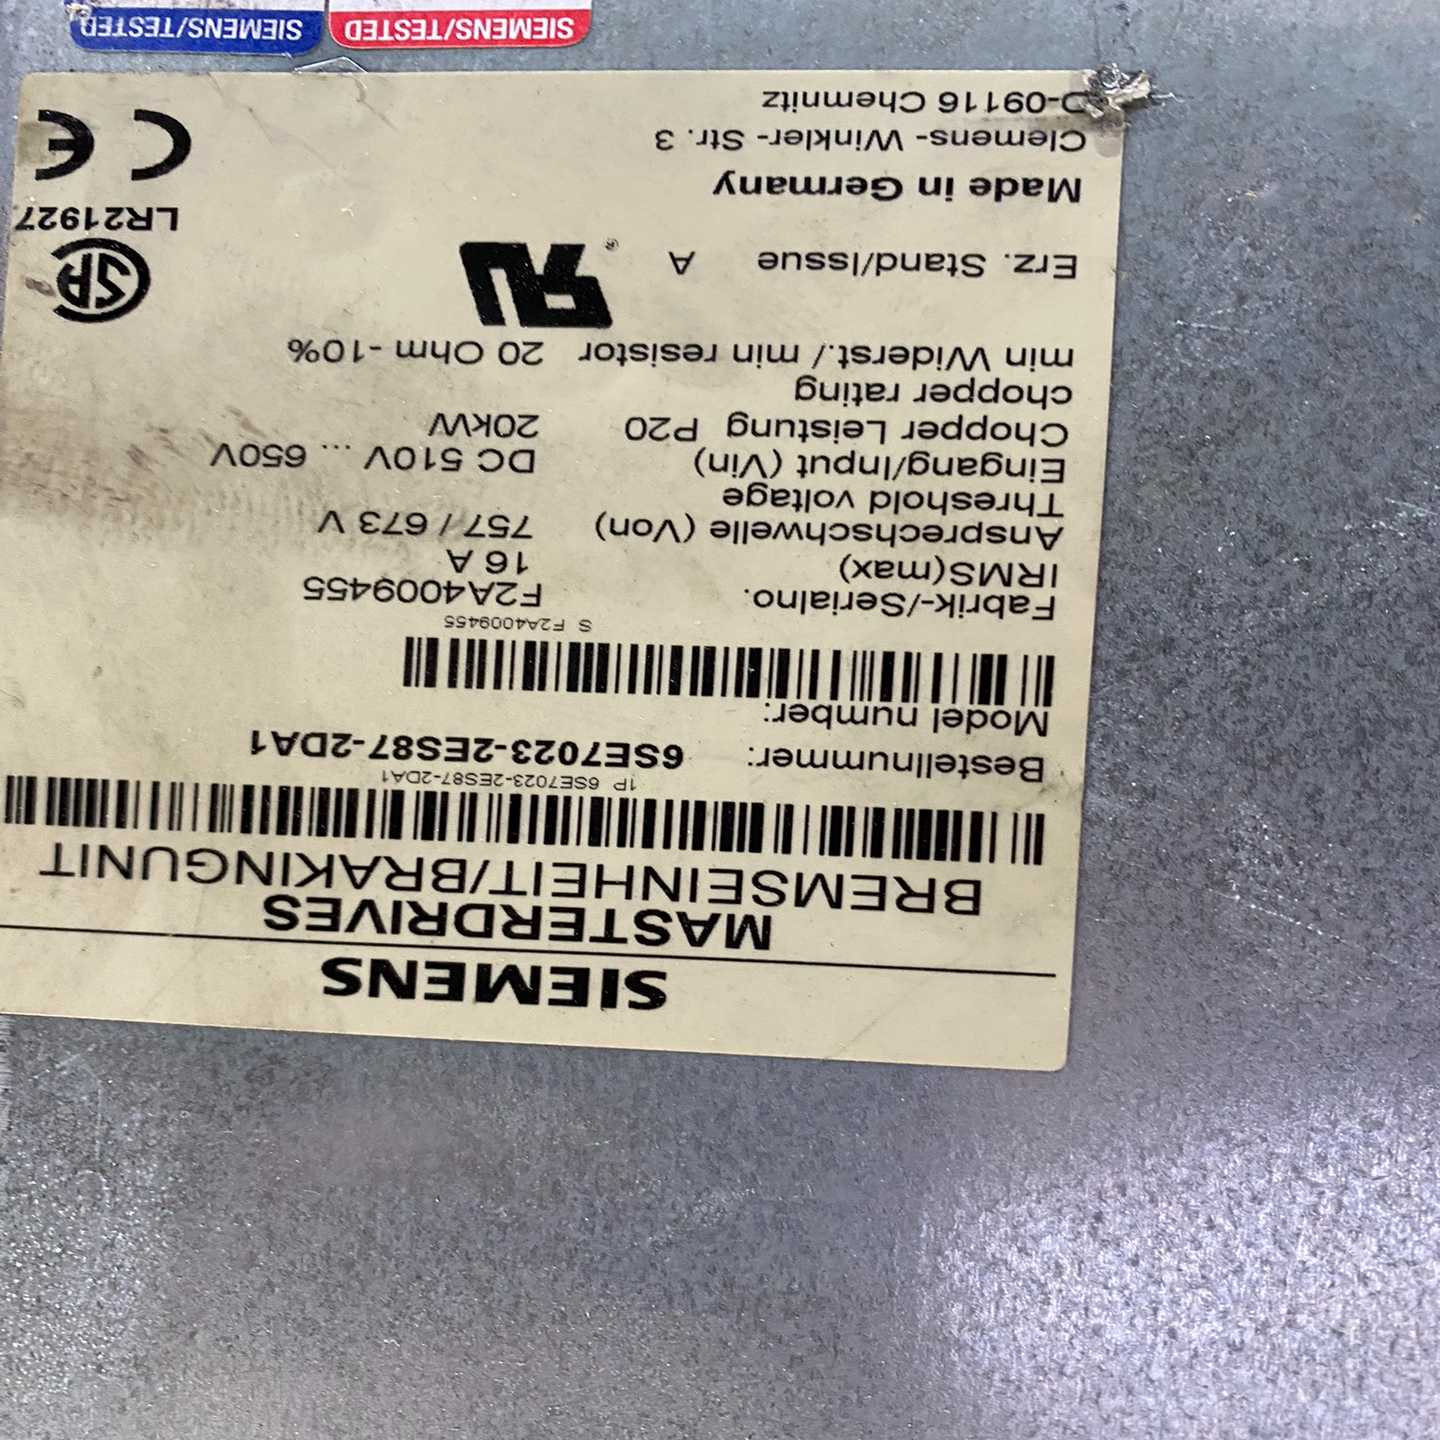 SIEMENS
MASTERDRIVES
BREMSEINHEIT/BRAKINGUNIT
1P 6SE7023-2ES87-2DA1
Bestellnummer: 6SE7023-2ES87-2DA1
Model number:
S F2A4009455
Fabrik-/Serialno. F2A4009455
IRMS(max) 16 A
Ansprechschwelle (Von) 757 / 673 V
Threshold voltage
Eingang/Input (Vin) DC 510V ... 650V
Chopper Leistung P20 20kW
chopper rating
min Widerst./ min resistor 20 Ohm -10%
Erz. Stand/Issue A
RU®
SA
LR21927
Made in Germany
CE
Clemens- Winkler- Str. 3
D-09116 Chemnitz
SIEMENS/TESTED
SIEMENS/TESTED